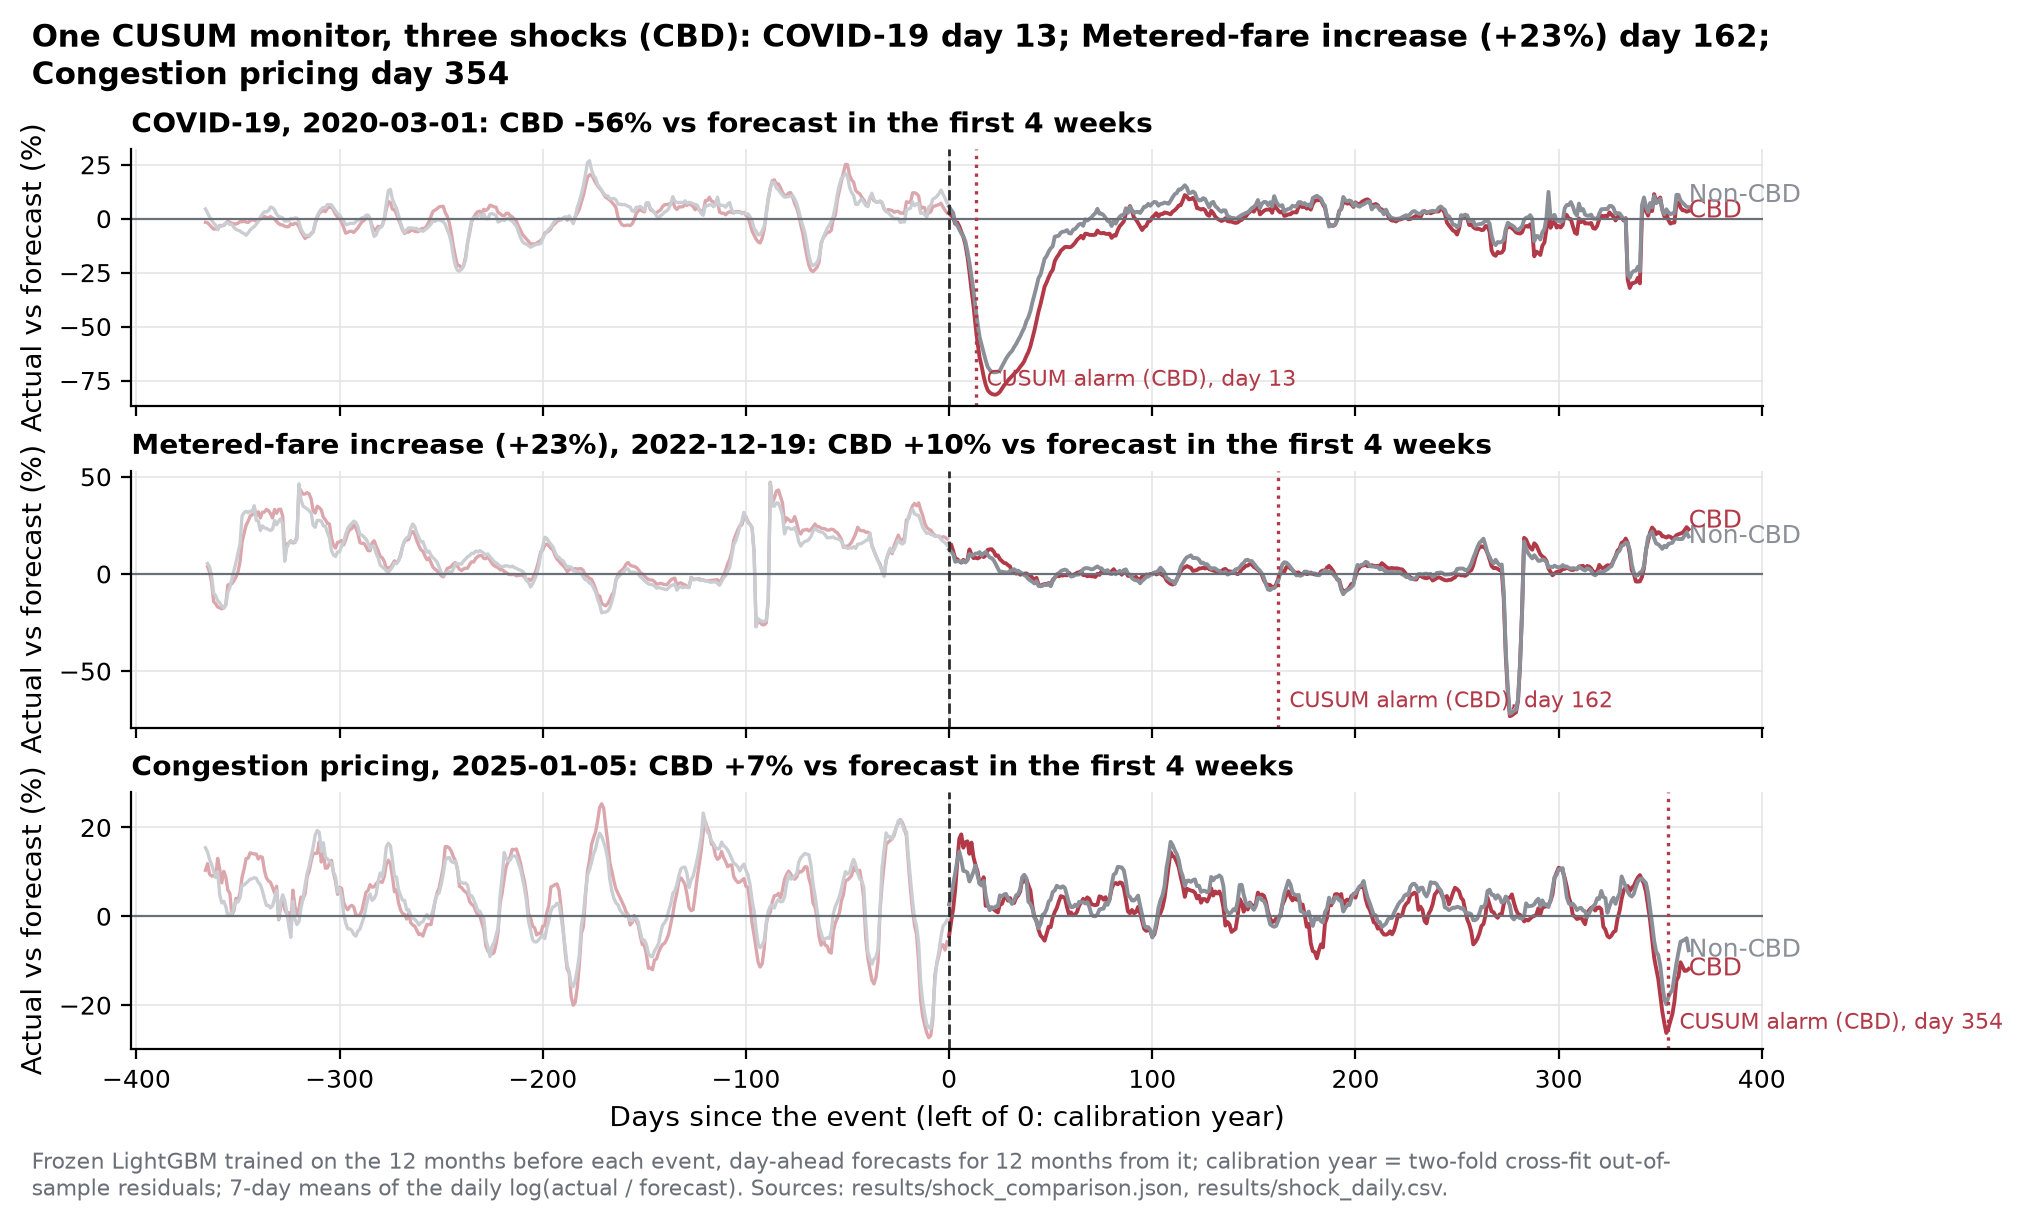 One CUSUM monitor, three shocks (CBD): COVID-19 day 13; Metered-fare increase (+23%) day 162;
Congestion pricing day 354
COVID-19, 2020-03-01: CBD -56% vs forecast in the first 4 weeks
Actual vs forecast (%)
25
0
−25
−50
−75
Non-CBD
CBD
CUSUM alarm (CBD), day 13
Metered-fare increase (+23%), 2022-12-19: CBD +10% vs forecast in the first 4 weeks
Actual vs forecast (%)
50
0
−50
CBD
Non-CBD
CUSUM alarm (CBD), day 162
Congestion pricing, 2025-01-05: CBD +7% vs forecast in the first 4 weeks
Actual vs forecast (%)
20
0
−20
Non-CBD
CBD
CUSUM alarm (CBD), day 354
−400 −300 −200 −100 0 100 200 300 400
Days since the event (left of 0: calibration year)
Frozen LightGBM trained on the 12 months before each event, day-ahead forecasts for 12 months from it; calibration year = two-fold cross-fit out-of-
sample residuals; 7-day means of the daily log(actual / forecast). Sources: results/shock_comparison.json, results/shock_daily.csv.